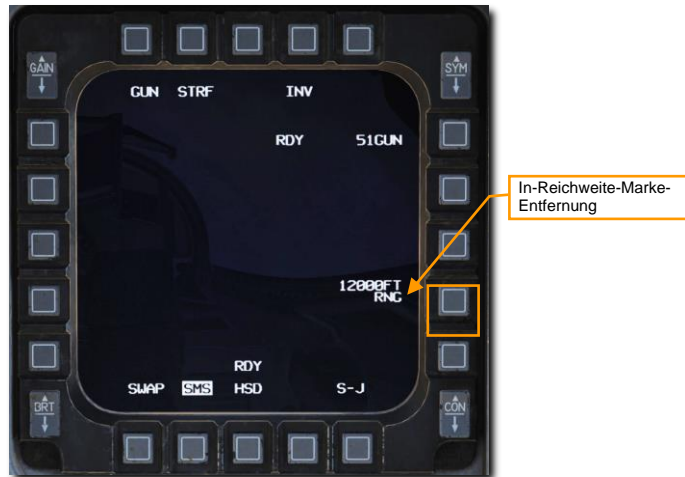 GAIN
SYM
GUN STRF INV
RDY 51GUN
In-Reichweite-Marke-
Entfernung
12000FT
RNG
RDY
SWAP SMS HSD S-J
BRT
CON